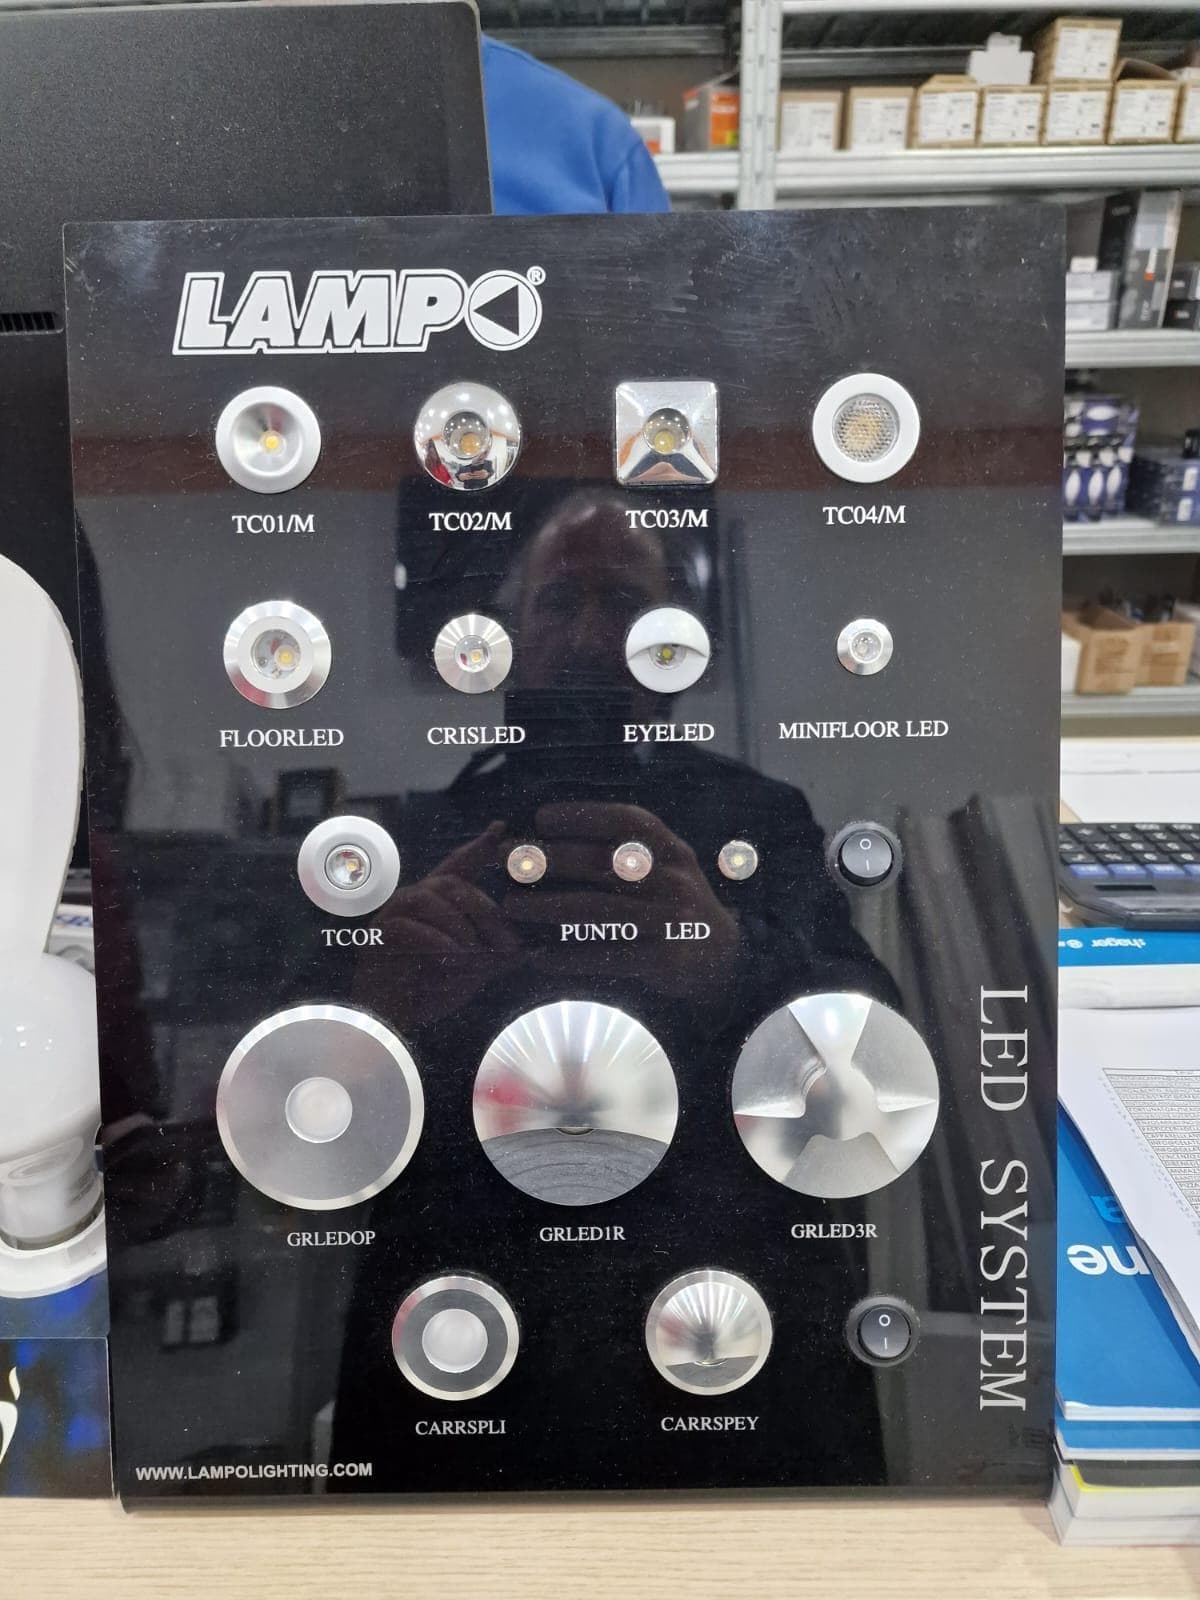 LAMPO®
TC01/M TC02/M TC03/M TC04/M
FLOORLED CRISLED EYELED MINIFLOOR LED
TCOR PUNTO LED
GRLEDOP GRLED1R GRLED3R
CARRSPLI CARRSPEY
LED SYSTEM
WWW.LAMPOLIGHTING.COM
:hager